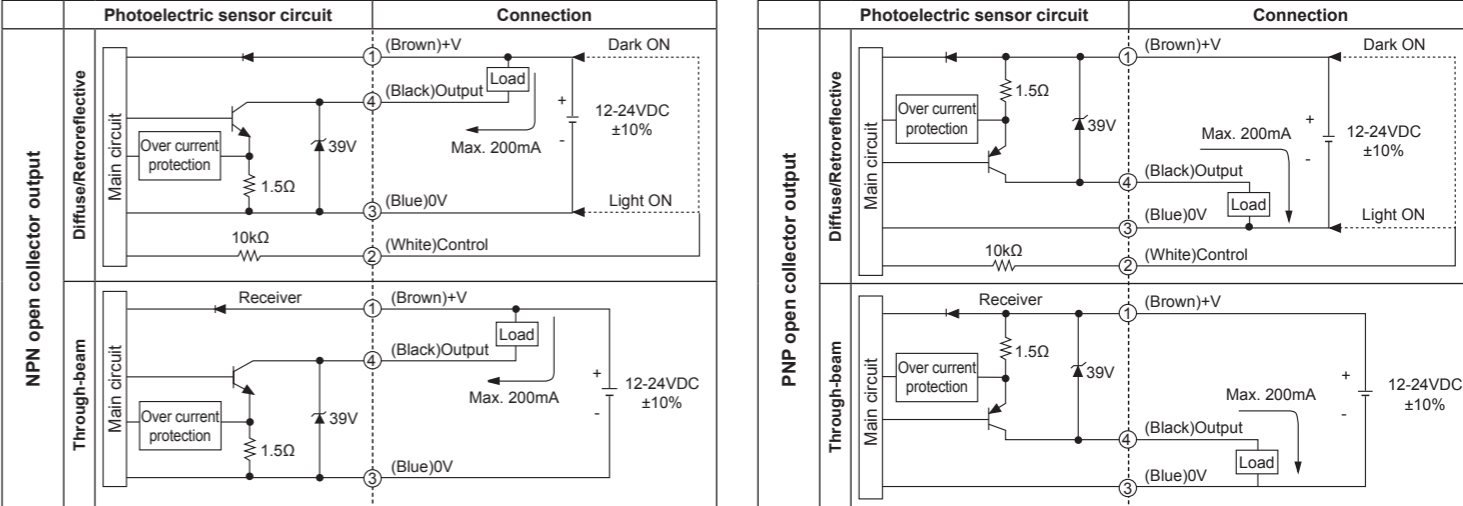 Photoelectric sensor circuit
Connection
NPN open collector output
Diffuse/Retroreflective
Main circuit
(Brown)+V
Dark ON
1
Load
(Black)Output
4
Over current
protection
39V
1.5Ω
+
-
12-24VDC
±10%
Max. 200mA
(Blue)0V
3
Light ON
10kΩ
(White)Control
2
Through-beam
Main circuit
Receiver
1
(Brown)+V
Load
(Black)Output
4
Over current
protection
39V
1.5Ω
+
-
12-24VDC
±10%
Max. 200mA
3
(Blue)0V
Photoelectric sensor circuit
Connection
PNP open collector output
Diffuse/Retroreflective
Main circuit
1
(Brown)+V
Dark ON
1.5Ω
Over current
protection
39V
Max. 200mA
+
-
12-24VDC
±10%
4
(Black)Output
Load
3
(Blue)0V
Light ON
10kΩ
2
(White)Control
Through-beam
Main circuit
Receiver
1
(Brown)+V
1.5Ω
Over current
protection
39V
Max. 200mA
+
-
12-24VDC
±10%
4
(Black)Output
Load
3
(Blue)0V